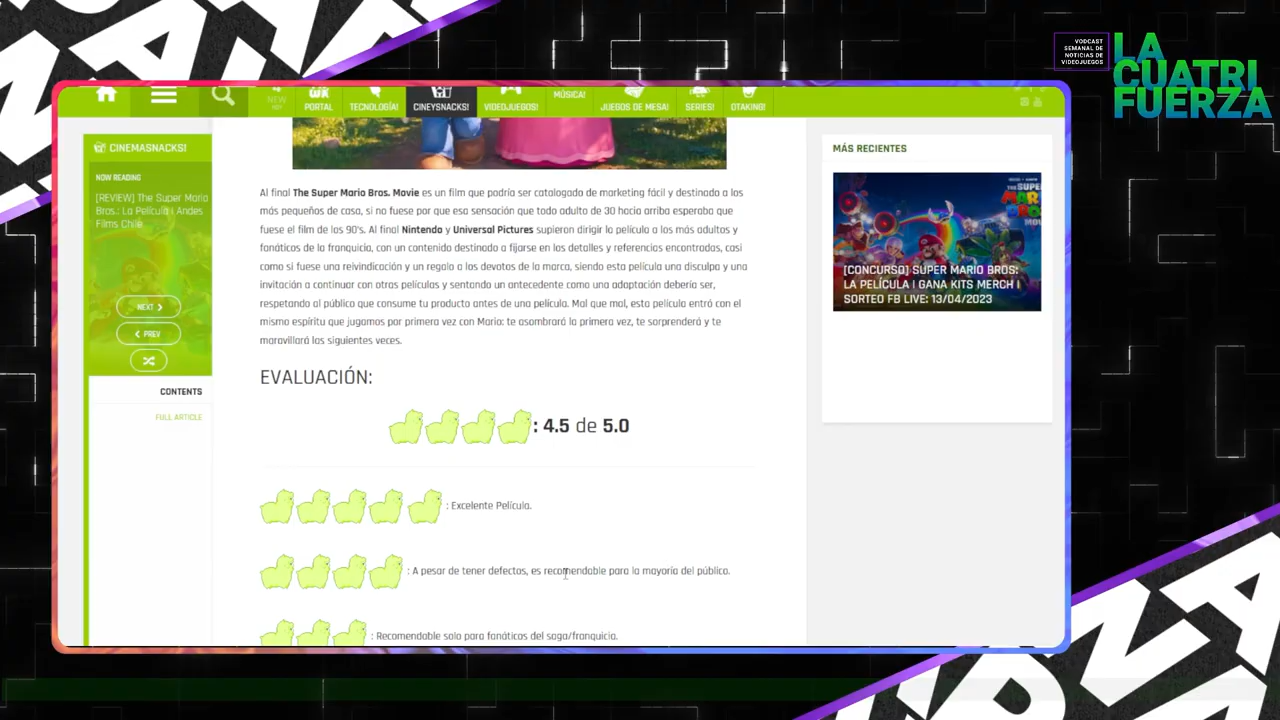 VODCAST
SEMANAL DE
NOTICIAS DE
VIDEOJUEGOS
LA
CUATRI
FUERZA
NEW
PORTAL
TECNOLOGÍA!
CINEYSNACKS!
VIDEOJUEGOS!
MÚSICA!
JUEGOS DE MESA!
SERIES!
OTAKING!
CINEMASNACKS!
NOW READING
[REVIEW] The Super Mario
Bros.: La Película | Andes
Films Chile
NEXT
PREV
CONTENTS
FULL ARTICLE
Al final The Super Mario Bros. Movie es un film que podría ser catalogada de marketing fácil y destinada a los
más pequeños de casa, si no fuese por que esa sensación que todo adulto de 30 hacia arriba esperaba que
fuese el film de los 90's. Al final Nintendo y Universal Pictures supieron dirigir la película a los más adultos y
fanáticos de la franquicia, con un contenido destinado a fijarse en los detalles y referencias encontradas, casi
como si fuese una reivindicación y un regalo a los devotos de la marca, siendo esta película una disculpa y una
invitación a continuar con otras películas y sentando un antecedente como una adaptación debería ser,
respetando al público que consume tu producto antes de una película. Mal que mal, esta película entró con el
mismo espíritu que jugamos por primera vez con Mario: te asombrará la primera vez, te sorprenderá y te
maravillará las siguientes veces.
EVALUACIÓN:
: 4.5 de 5.0
: Excelente Película.
: A pesar de tener defectos, es recomendable para la mayoría del público.
: Recomendable solo para fanáticos del saga/franquicia.
MÁS RECIENTES
[CONCURSO] SUPER MARIO BROS:
LA PELÍCULA | GANA KITS MERCH |
SORTEO FB LIVE: 13/04/2023